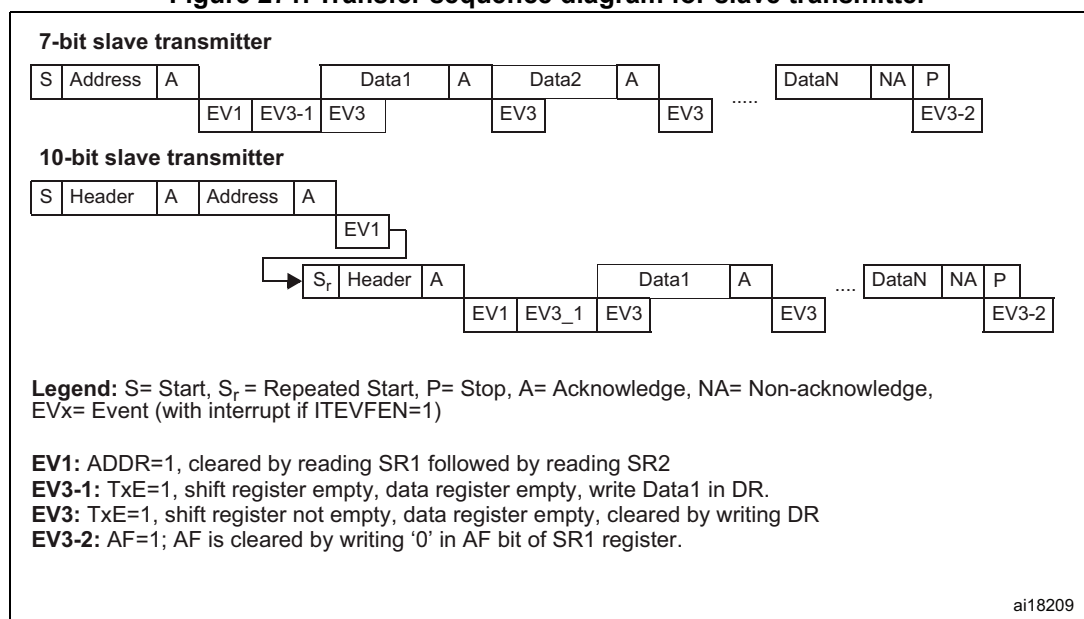 Figure 271. Transfer sequence diagram for slave transmitter
7-bit slave transmitter
S Address A Data1 A Data2 A ..... DataN NA P
EV1 EV3-1 EV3 EV3 EV3 EV3-2
10-bit slave transmitter
S Header A Address A
EV1
Sr Header A Data1 A .... DataN NA P
EV1 EV3_1 EV3 EV3 EV3-2
Legend: S= Start, Sr = Repeated Start, P= Stop, A= Acknowledge, NA= Non-acknowledge,
EVx= Event (with interrupt if ITEVFEN=1)
EV1: ADDR=1, cleared by reading SR1 followed by reading SR2
EV3-1: TxE=1, shift register empty, data register empty, write Data1 in DR.
EV3: TxE=1, shift register not empty, data register empty, cleared by writing DR
EV3-2: AF=1; AF is cleared by writing ‘0’ in AF bit of SR1 register.
ai18209